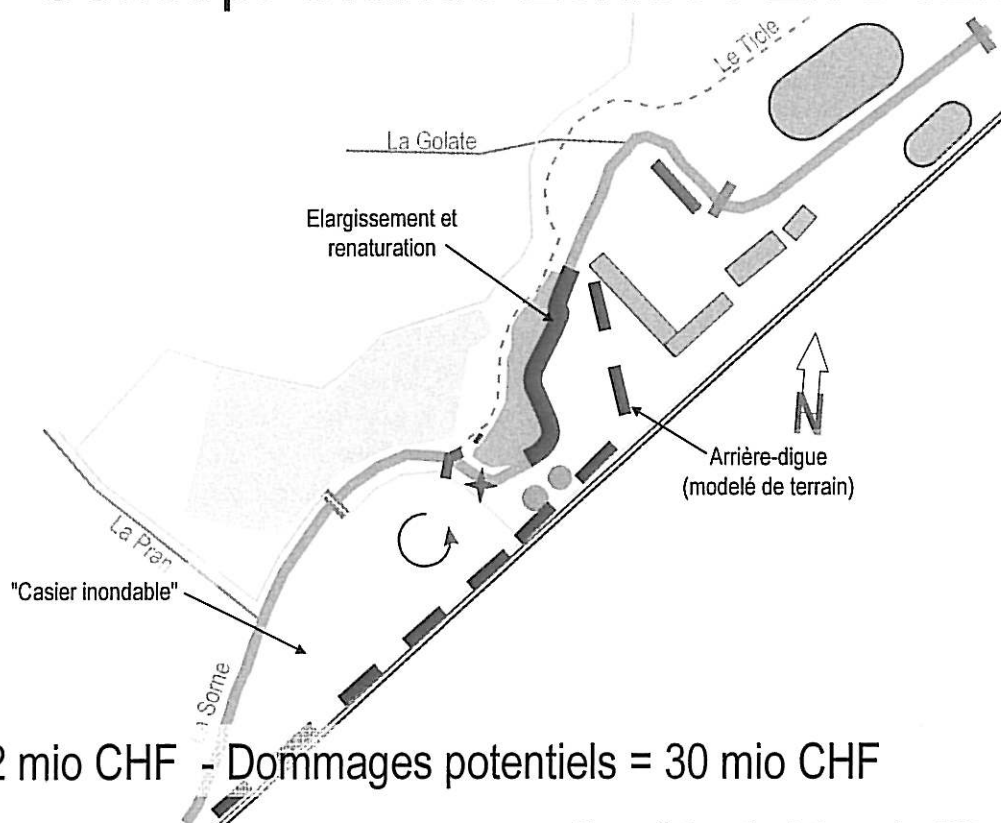 Le Ticle
La Golate
Elargissement et
renaturation
N
Arrière-digue
(modelé de terrain)
La Pran
"Casier inondable"
La Sorne
2 mio CHF - Dommages potentiels = 30 mio CHF